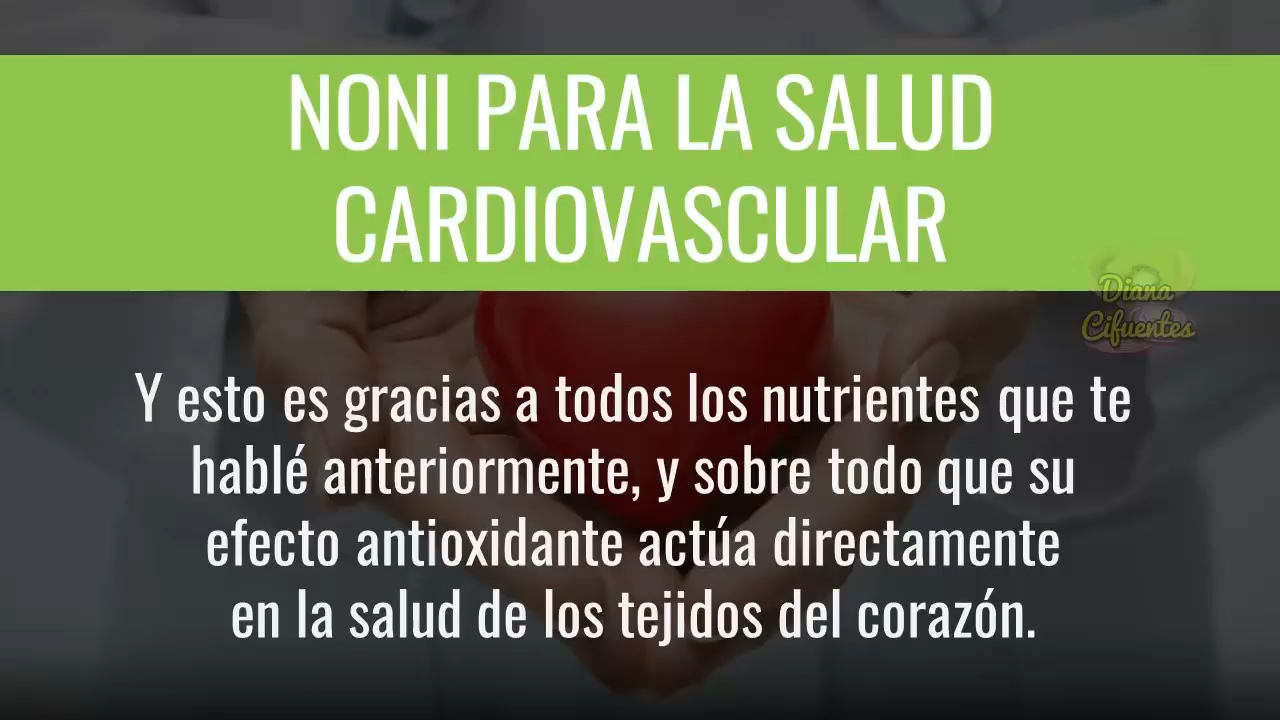 NONI PARA LA SALUD
CARDIOVASCULAR
Diana
Cifuentes
Y esto es gracias a todos los nutrientes que te
hablé anteriormente, y sobre todo que su
efecto antioxidante actúa directamente
en la salud de los tejidos del corazón.